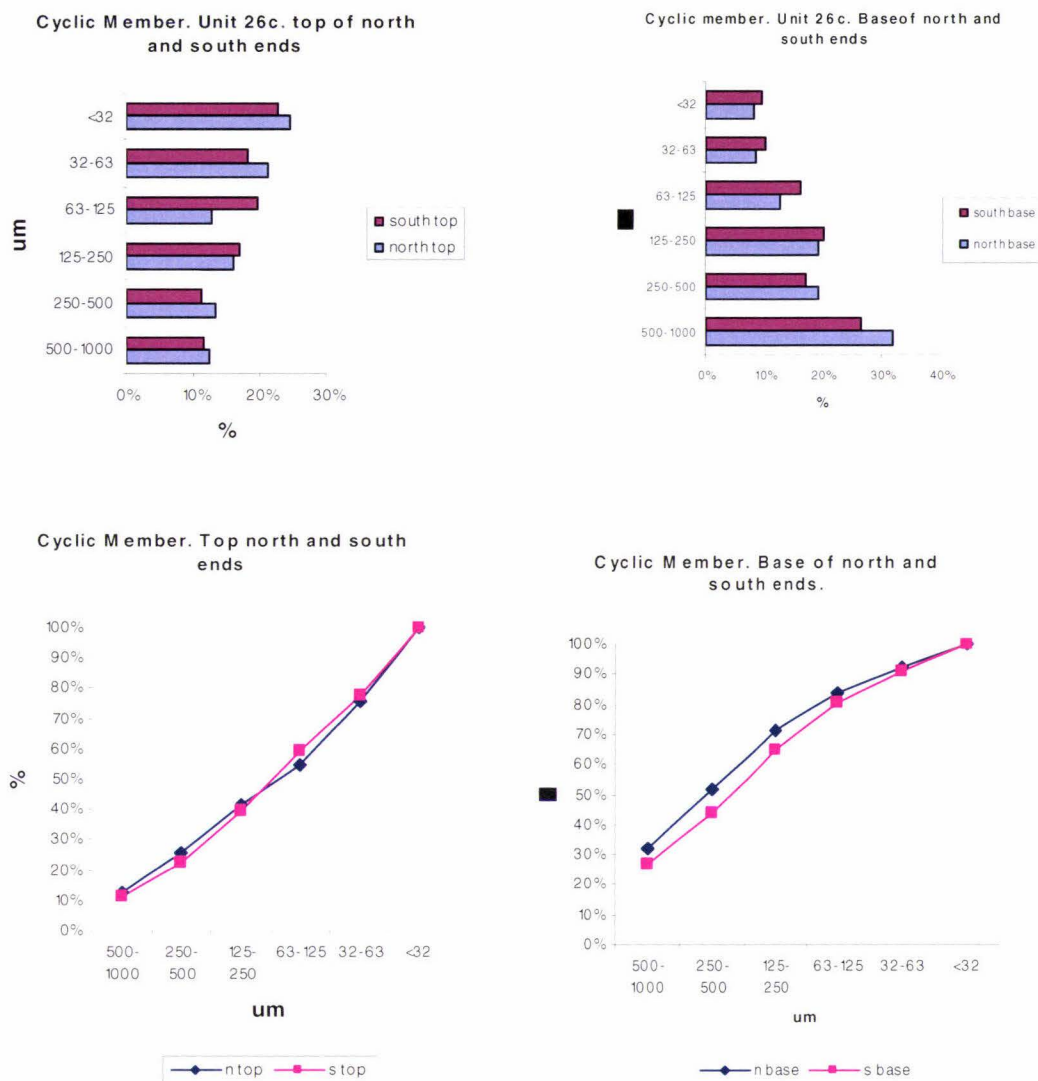 Cyclic Member. Unit 26c. top of north
and south ends
<32
32-63
63-125
125-250
250-500
500-1000
um
0% 10% 20% 30%
%
south top
north top
Cyclic member. Unit 26c. Baseof north and
south ends
<32
32-63
63-125
125-250
250-500
500-1000
0% 10% 20% 30% 40%
%
south base
north base
Cyclic Member. Top north and south
ends
100%
90%
80%
70%
60%
50%
40%
30%
20%
10%
0%
%
500- 250- 125- 63-125 32-63 <32
1000 500 250
um
n top s top
Cyclic Member. Base of north and
south ends.
100%
90%
80%
70%
60%
50%
40%
30%
20%
10%
0%
500- 250- 125- 63-125 32-63 <32
1000 500 250
um
n base s base